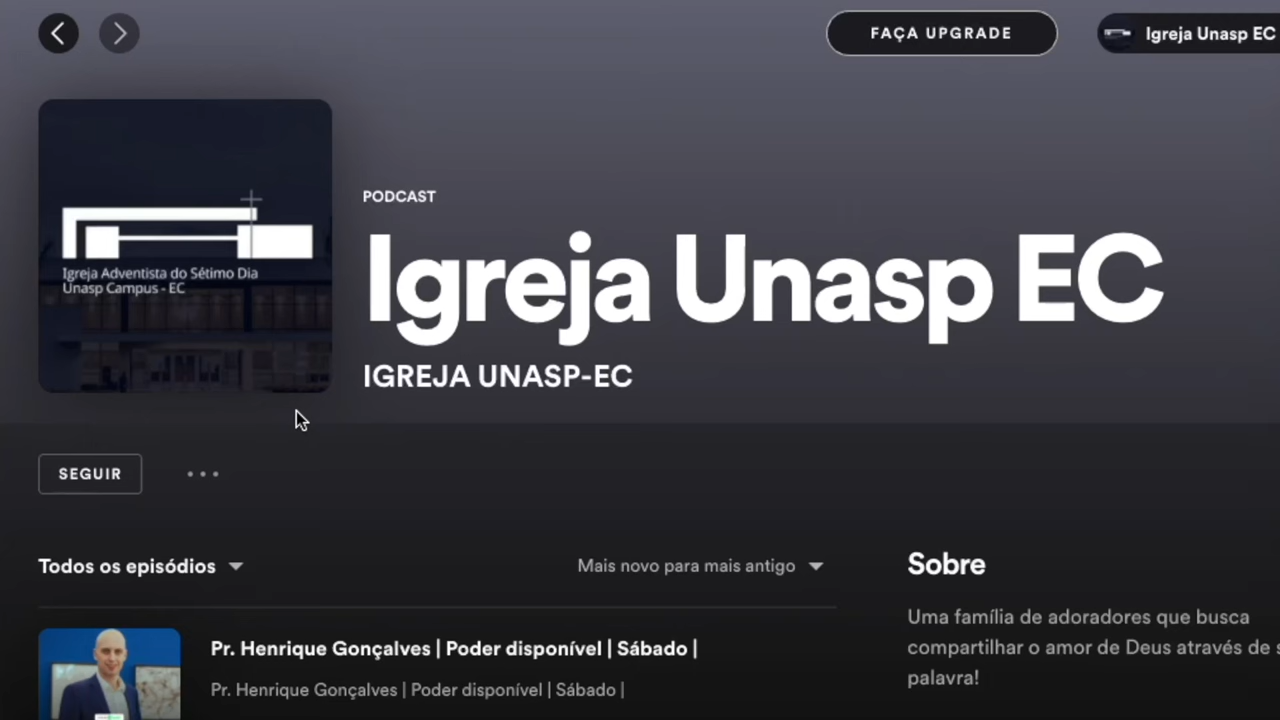 FAÇA UPGRADE
Igreja Unasp EC
Igreja Adventista do Sétimo Dia
Unasp Campus - EC
PODCAST
Igreja Unasp EC
IGREJA UNASP-EC
SEGUIR
Todos os episódios
Mais novo para mais antigo
Pr. Henrique Gonçalves | Poder disponível | Sábado |
Pr. Henrique Gonçalves | Poder disponível | Sábado |
Sobre
Uma família de adoradores que busca
compartilhar o amor de Deus através de
palavra!